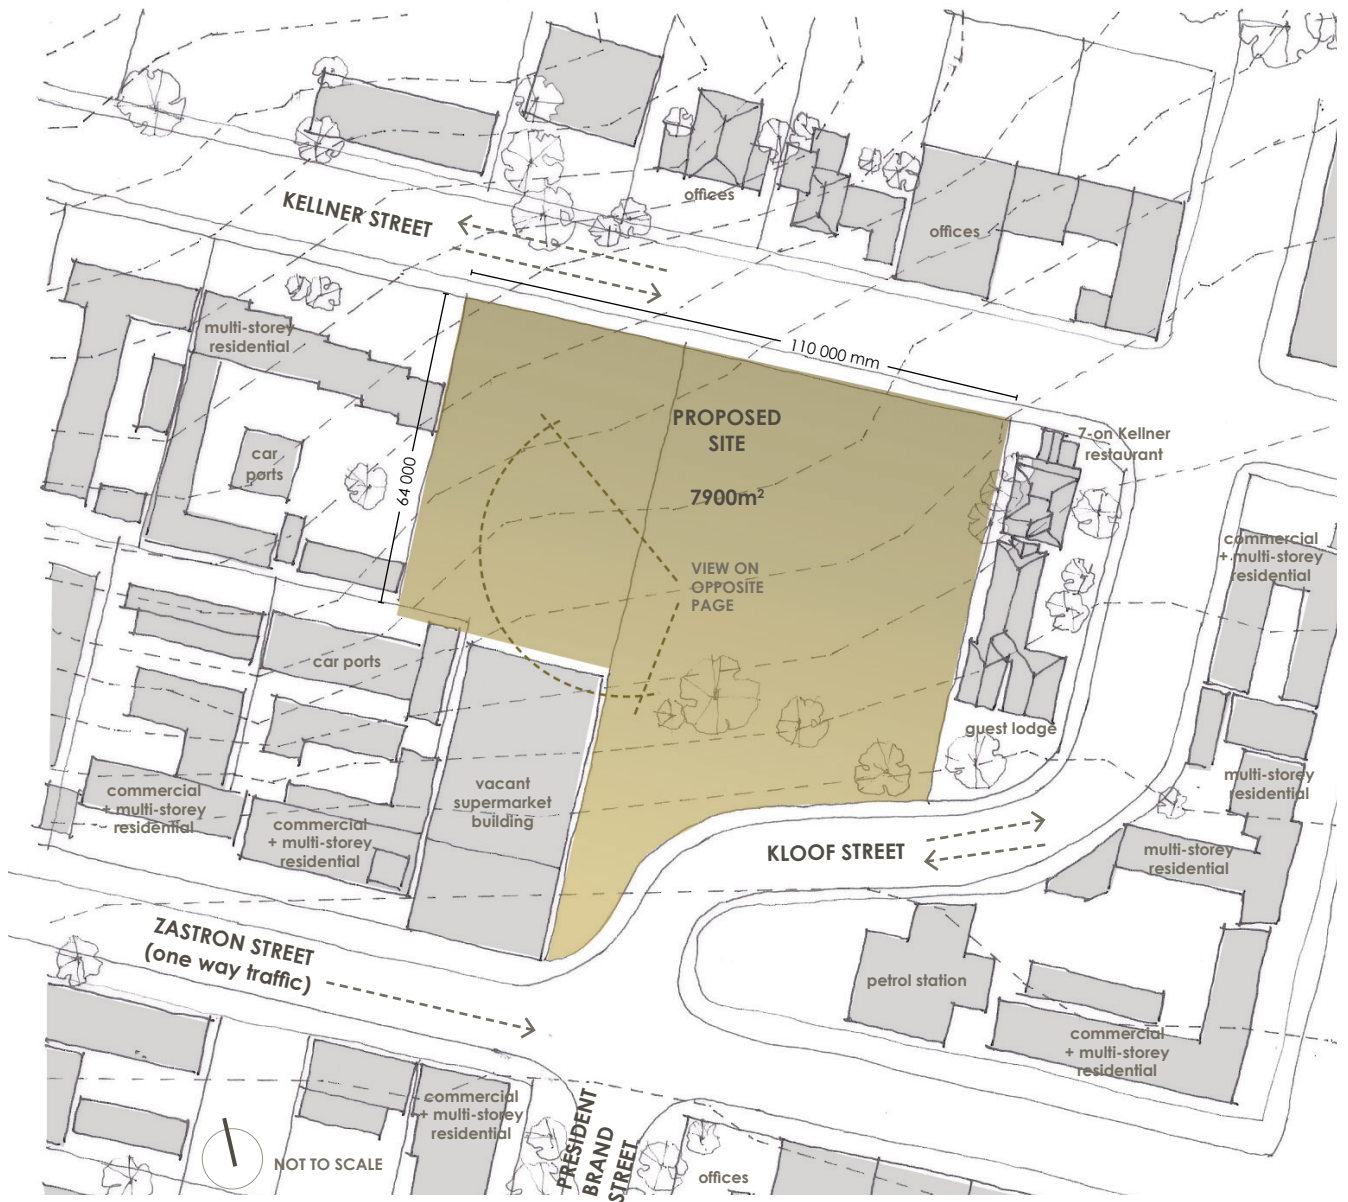 offices
KELLNER STREET
offices
multi-storey
residential
110 000 mm
PROPOSED
SITE
7900m²
7-on Kellner
restaurant
car
ports
64 000
commercial
+ multi-storey
residential
VIEW ON
OPPOSITE
PAGE
car ports
guest lodge
vacant
supermarket
building
commercial
+ multi-storey
residential
commercial
+ multi-storey
residential
multi-storey
residential
KLOOF STREET
multi-storey
residential
ZASTRON STREET
(one way traffic)
petrol station
commercial
+ multi-storey
residential
commercial
+ multi-storey
residential
PRESIDENT
BRAND
STREET
NOT TO SCALE
offices